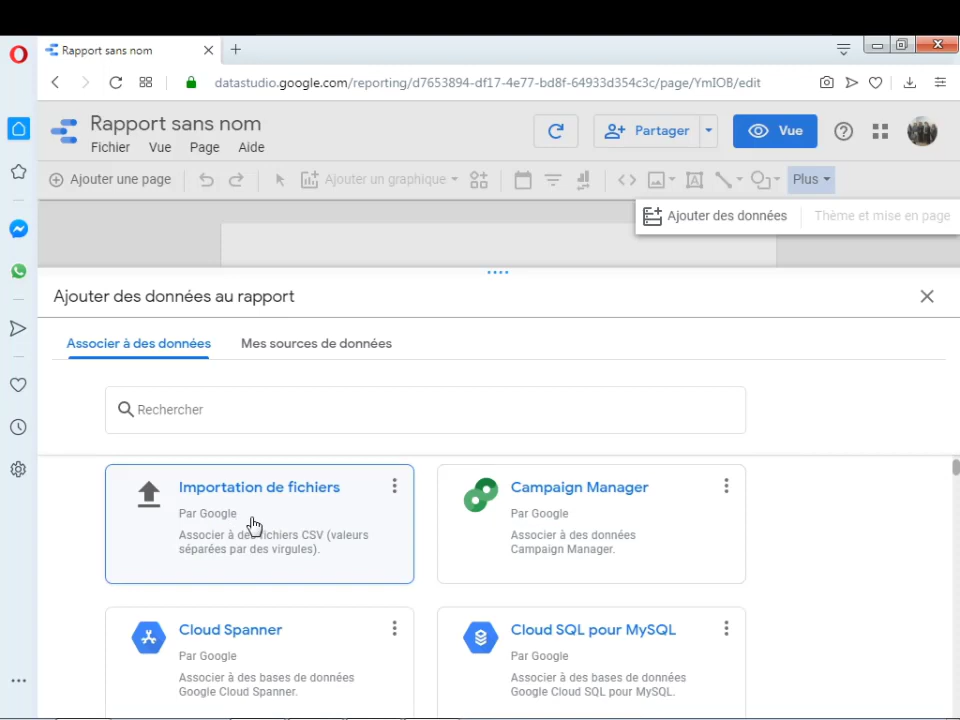 Rapport sans nom
datastudio.google.com/reporting/d7653894-df17-4e77-bd8f-64933d354c3c/page/YmIOB/edit
Rapport sans nom
Fichier Vue Page Aide
Partager
Vue
Ajouter une page
Ajouter un graphique
Plus
Ajouter des données
Thème et mise en page
Ajouter des données au rapport
Associer à des données
Mes sources de données
Rechercher
Importation de fichiers
Par Google
Associer à des fichiers CSV (valeurs
séparées par des virgules).
Campaign Manager
Par Google
Associer à des données
Campaign Manager.
Cloud Spanner
Par Google
Associer à des bases de données
Google Cloud Spanner.
Cloud SQL pour MySQL
Par Google
Associer à des bases de données
Google Cloud SQL pour MySQL.